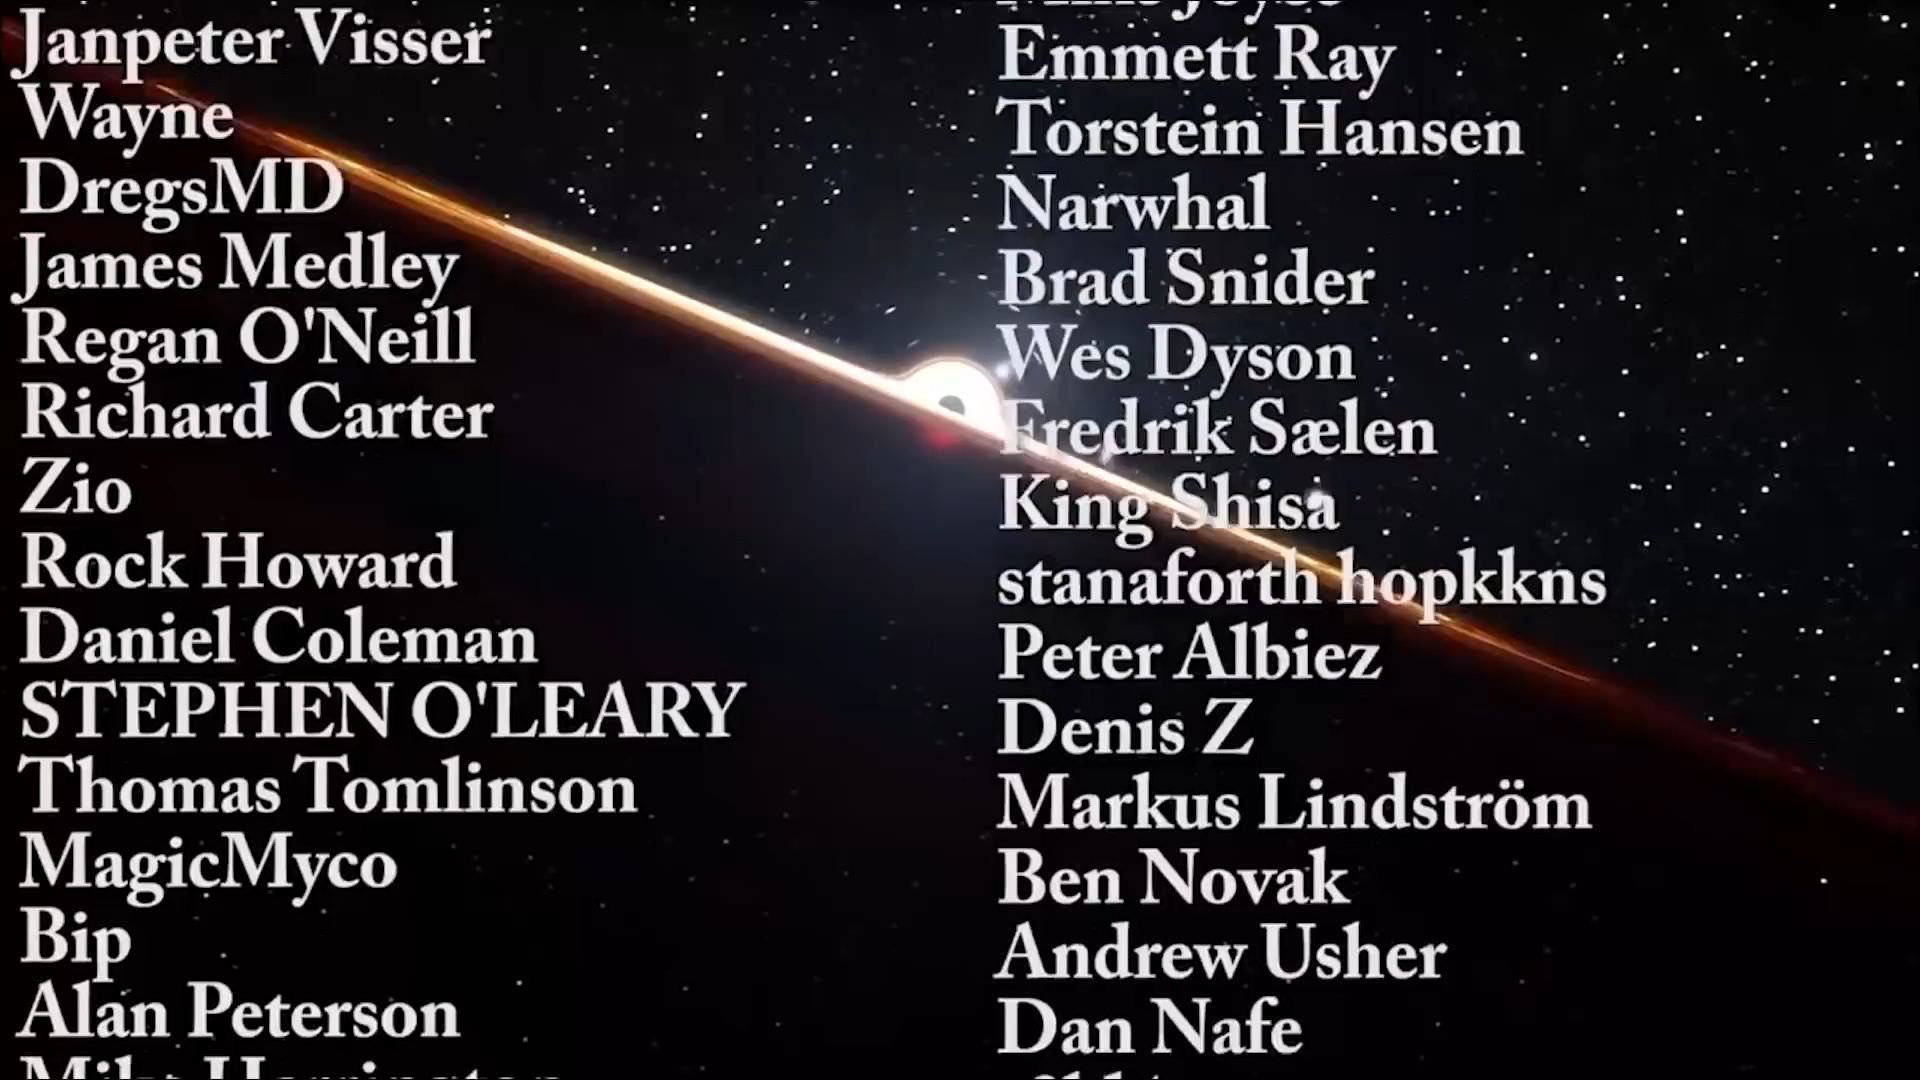 Janpeter Visser
Wayne
DregsMD
James Medley
Regan O'Neill
Richard Carter
Zio
Rock Howard
Daniel Coleman
STEPHEN O'LEARY
Thomas Tomlinson
MagicMyco
Bip
Alan Peterson
Emmett Ray
Torstein Hansen
Narwhal
Brad Snider
Wes Dyson
Fredrik Sælen
King Shisa
stanaforth hopkkns
Peter Albiez
Denis Z
Markus Lindström
Ben Novak
Andrew Usher
Dan Nafe